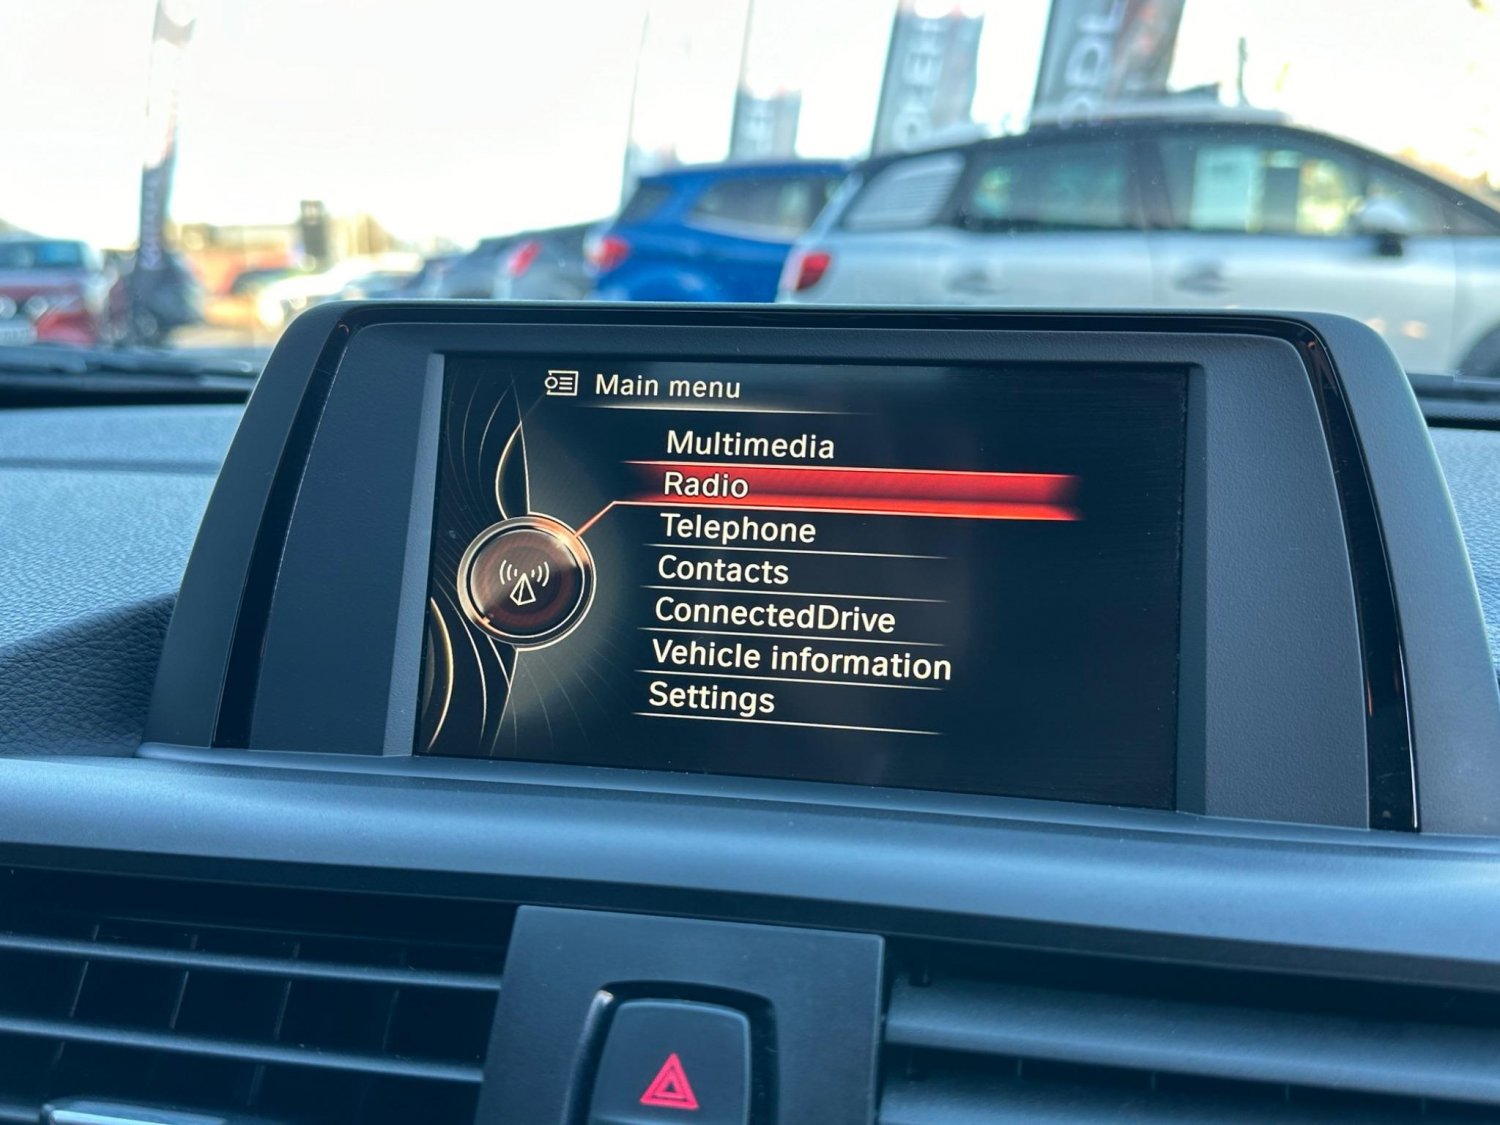 Main menu
Multimedia
Radio
Telephone
Contacts
ConnectedDrive
Vehicle information
Settings